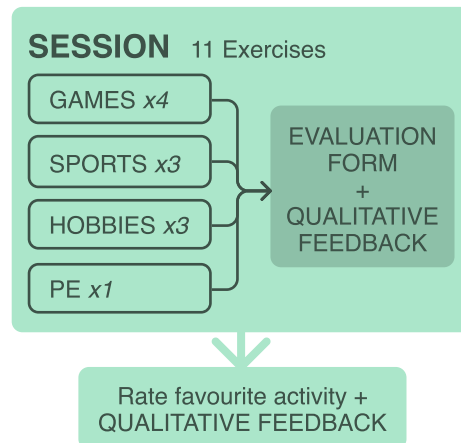 SESSION 11 Exercises
GAMES x4
SPORTS x3
HOBBIES x3
PE x1
EVALUATION
FORM
+
QUALITATIVE
FEEDBACK
Rate favourite activity +
QUALITATIVE FEEDBACK